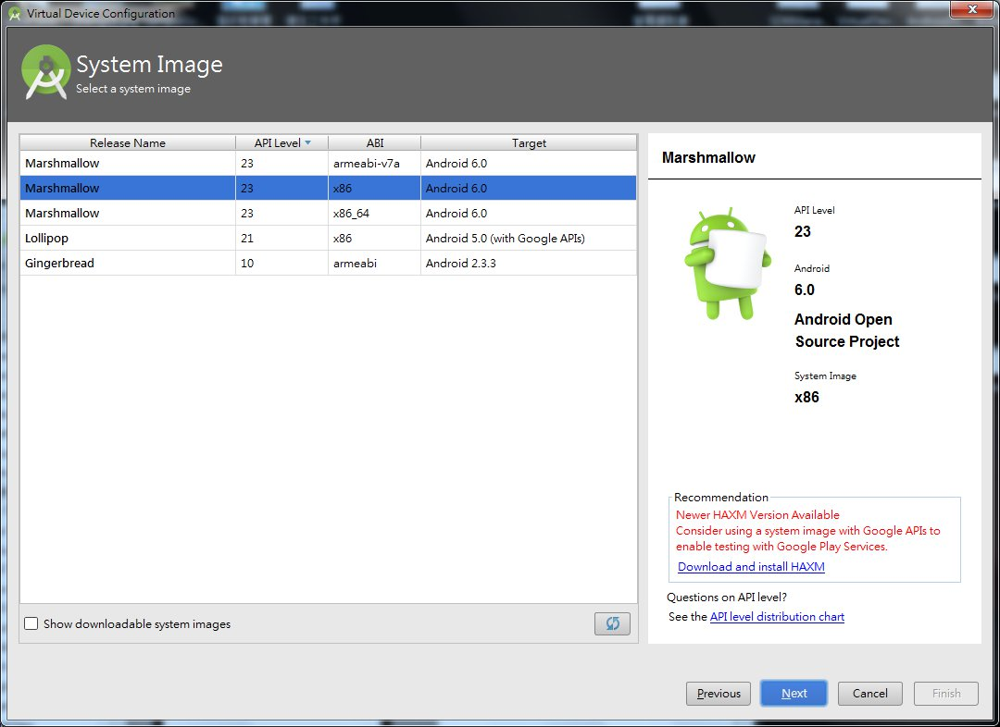 Virtual Device Configuration
System Image
Select a system image
Release Name API Level ABI Target
Marshmallow 23 armeabi-v7a Android 6.0
Marshmallow 23 x86 Android 6.0
Marshmallow 23 x86_64 Android 6.0
Lollipop 21 x86 Android 5.0 (with Google APIs)
Gingerbread 10 armeabi Android 2.3.3
Show downloadable system images
Marshmallow
API Level
23
Android
6.0
Android Open
Source Project
System Image
x86
Recommendation
Newer HAXM Version Available
Consider using a system image with Google APIs to
enable testing with Google Play Services.
Download and install HAXM
Questions on API level?
See the API level distribution chart
Previous Next Cancel Finish